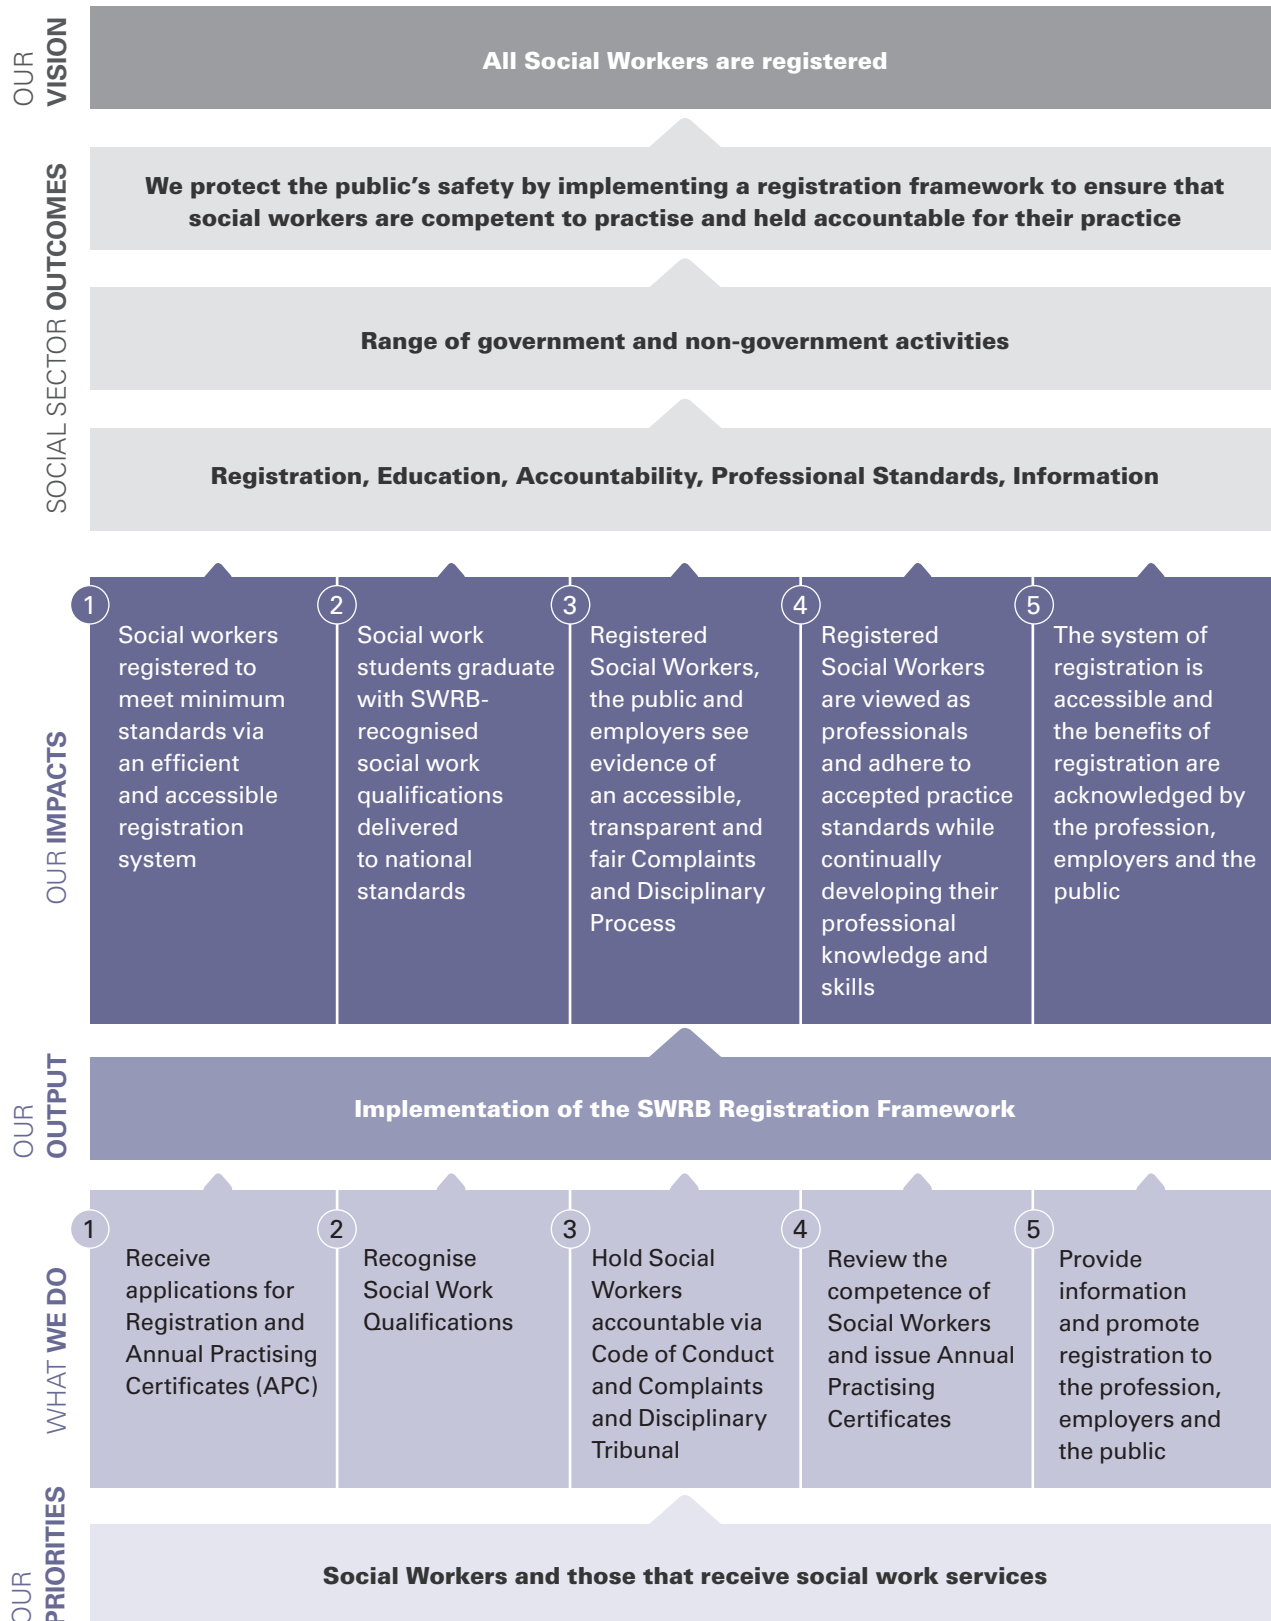 OUR
VISION
All Social Workers are registered
SOCIAL SECTOR OUTCOMES
We protect the public’s safety by implementing a registration framework to ensure that
social workers are competent to practise and held accountable for their practice
Range of government and non-government activities
Registration, Education, Accountability, Professional Standards, Information
OUR IMPACTS
1
Social workers
registered to
meet minimum
standards via
an efficient
and accessible
registration
system
2
Social work
students graduate
with SWRB-
recognised
social work
qualifications
delivered
to national
standards
3
Registered
Social Workers,
the public and
employers see
evidence of
an accessible,
transparent and
fair Complaints
and Disciplinary
Process
4
Registered
Social Workers
are viewed as
professionals
and adhere to
accepted practice
standards while
continually
developing their
professional
knowledge and
skills
5
The system of
registration is
accessible and
the benefits of
registration are
acknowledged by
the profession,
employers and the
public
OUR
OUTPUT
Implementation of the SWRB Registration Framework
WHAT WE DO
1
Receive
applications for
Registration and
Annual Practising
Certificates (APC)
2
Recognise
Social Work
Qualifications
3
Hold Social
Workers
accountable via
Code of Conduct
and Complaints
and Disciplinary
Tribunal
4
Review the
competence of
Social Workers
and issue Annual
Practising
Certificates
5
Provide
information
and promote
registration to
the profession,
employers and
the public
OUR
PRIORITIES
Social Workers and those that receive social work services